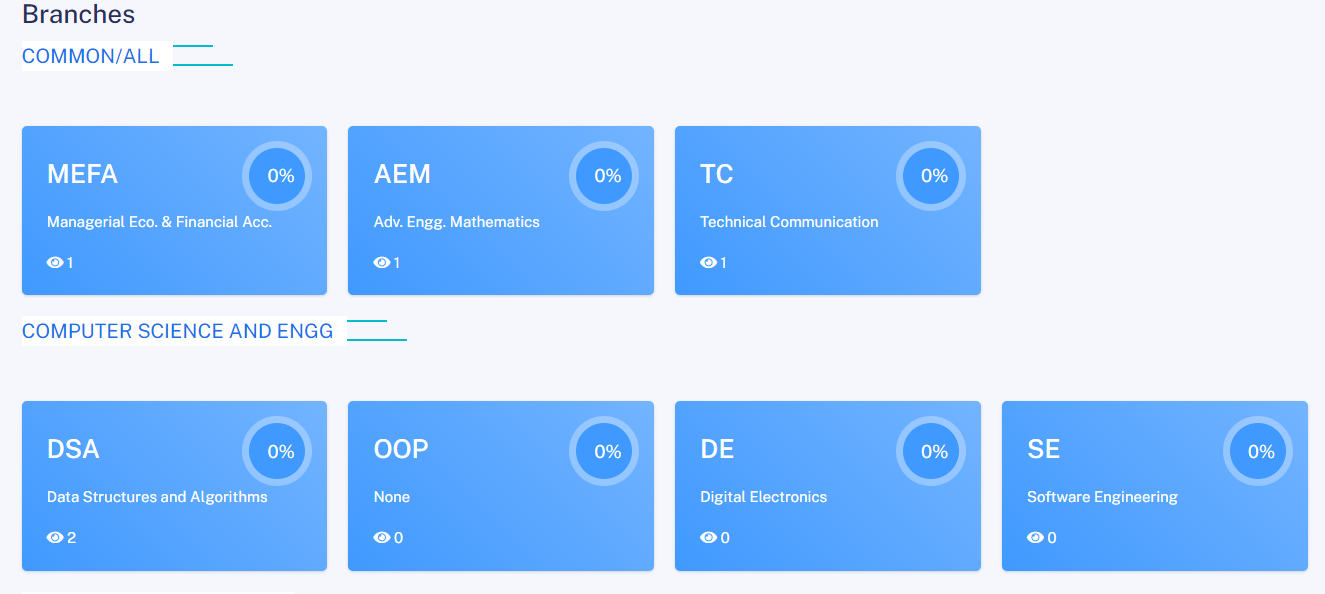 Branches
COMMON/ALL
MEFA
0%
Managerial Eco. & Financial Acc.
1
AEM
0%
Adv. Engg. Mathematics
1
TC
0%
Technical Communication
1
COMPUTER SCIENCE AND ENGG
DSA
0%
Data Structures and Algorithms
2
OOP
0%
None
0
DE
0%
Digital Electronics
0
SE
0%
Software Engineering
0